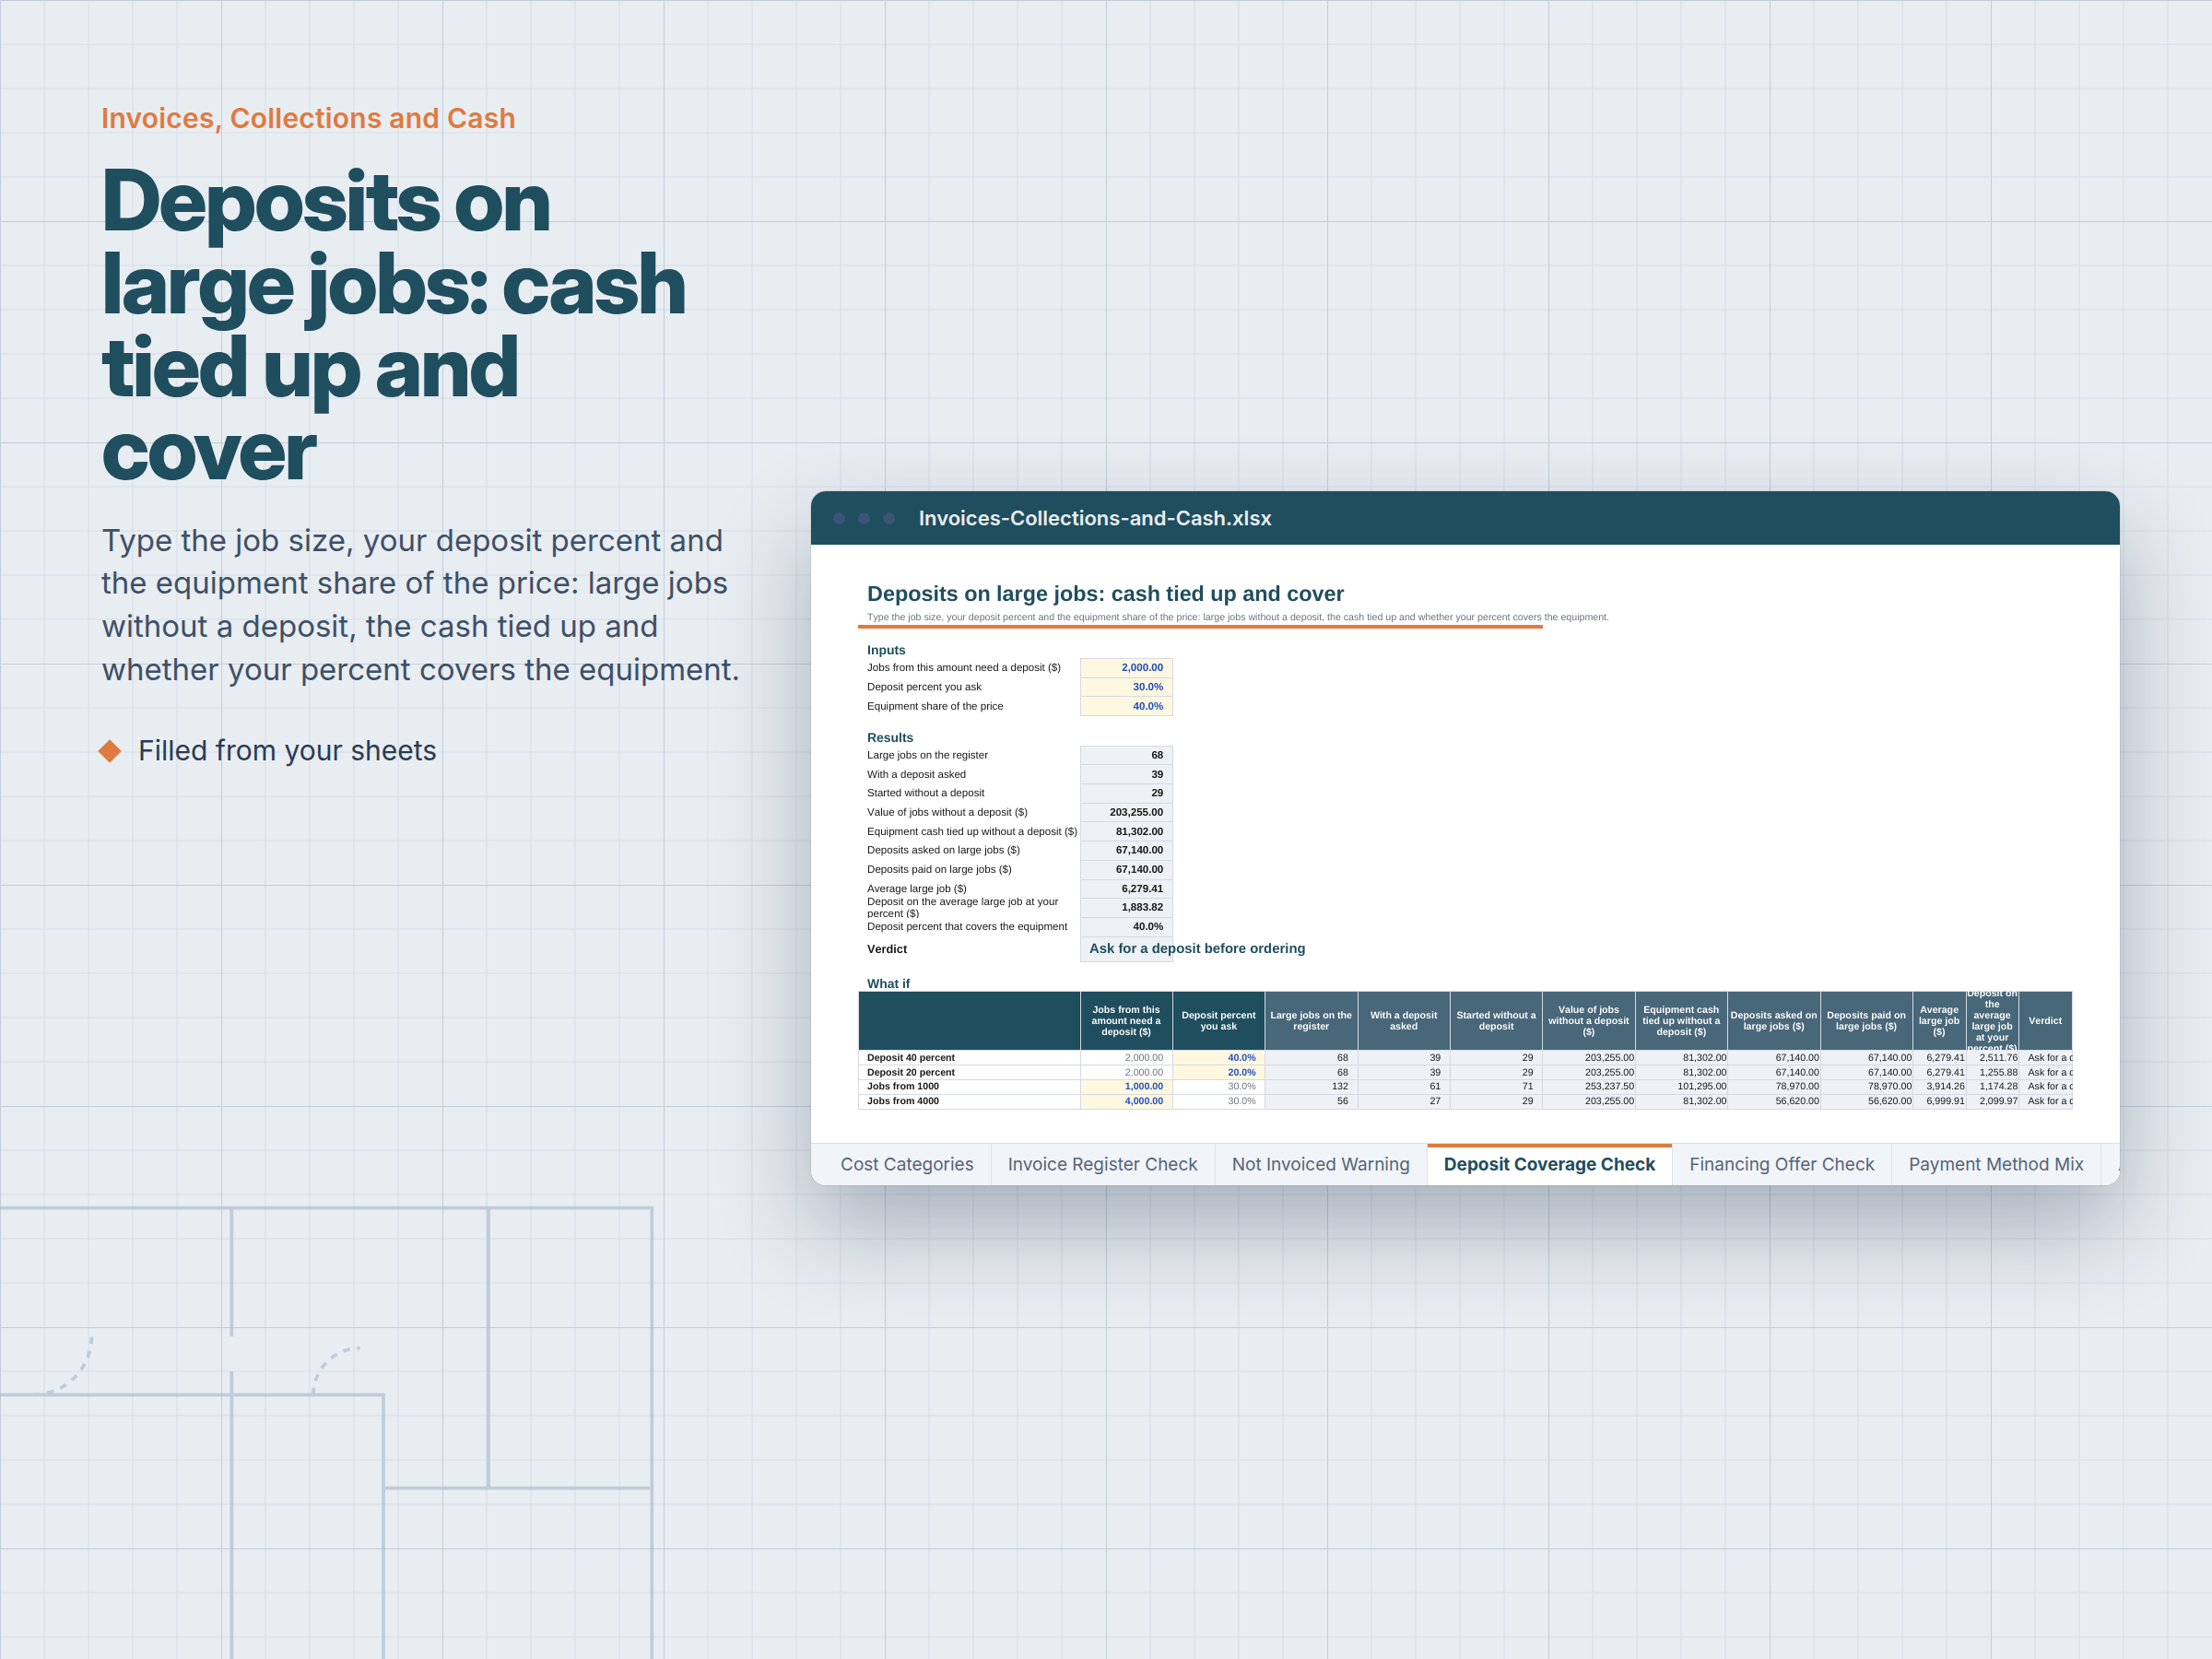 Invoices, Collections and Cash
Deposits on
large jobs: cash
tied up and
cover
Type the job size, your deposit percent and
the equipment share of the price: large jobs
without a deposit, the cash tied up and
whether your percent covers the equipment.
Filled from your sheets
Invoices-Collections-and-Cash.xlsx
Deposits on large jobs: cash tied up and cover
Type the job size, your deposit percent and the equipment share of the price: large jobs without a deposit, the cash tied up and whether your percent covers the equipment.
Inputs
Jobs from this amount need a deposit ($) 2,000.00
Deposit percent you ask 30.0%
Equipment share of the price 40.0%
Results
Large jobs on the register 68
With a deposit asked 39
Started without a deposit 29
Value of jobs without a deposit ($) 203,255.00
Equipment cash tied up without a deposit ($) 81,302.00
Deposits asked on large jobs ($) 67,140.00
Deposits paid on large jobs ($) 67,140.00
Average large job ($) 6,279.41
Deposit on the average large job at your percent ($) 1,883.82
Deposit percent that covers the equipment 40.0%
Verdict Ask for a deposit before ordering
What if
Jobs from this amount need a deposit ($) Deposit percent you ask Large jobs on the register With a deposit asked Started without a deposit Value of jobs without a deposit ($) Equipment cash tied up without a deposit ($) Deposits asked on large jobs ($) Deposits paid on large jobs ($) Average large job ($) Deposit on the average large job at your percent ($) Verdict
Deposit 40 percent 2,000.00 40.0% 68 39 29 203,255.00 81,302.00 67,140.00 67,140.00 6,279.41 2,511.76 Ask for a
Deposit 20 percent 2,000.00 20.0% 68 39 29 203,255.00 81,302.00 67,140.00 67,140.00 6,279.41 1,255.88 Ask for a
Jobs from 1000 1,000.00 30.0% 132 61 71 253,237.50 101,295.00 78,970.00 78,970.00 3,914.26 1,174.28 Ask for a
Jobs from 4000 4,000.00 30.0% 56 27 29 203,255.00 81,302.00 56,620.00 56,620.00 6,999.91 2,099.97 Ask for a
Cost Categories Invoice Register Check Not Invoiced Warning Deposit Coverage Check Financing Offer Check Payment Method Mix